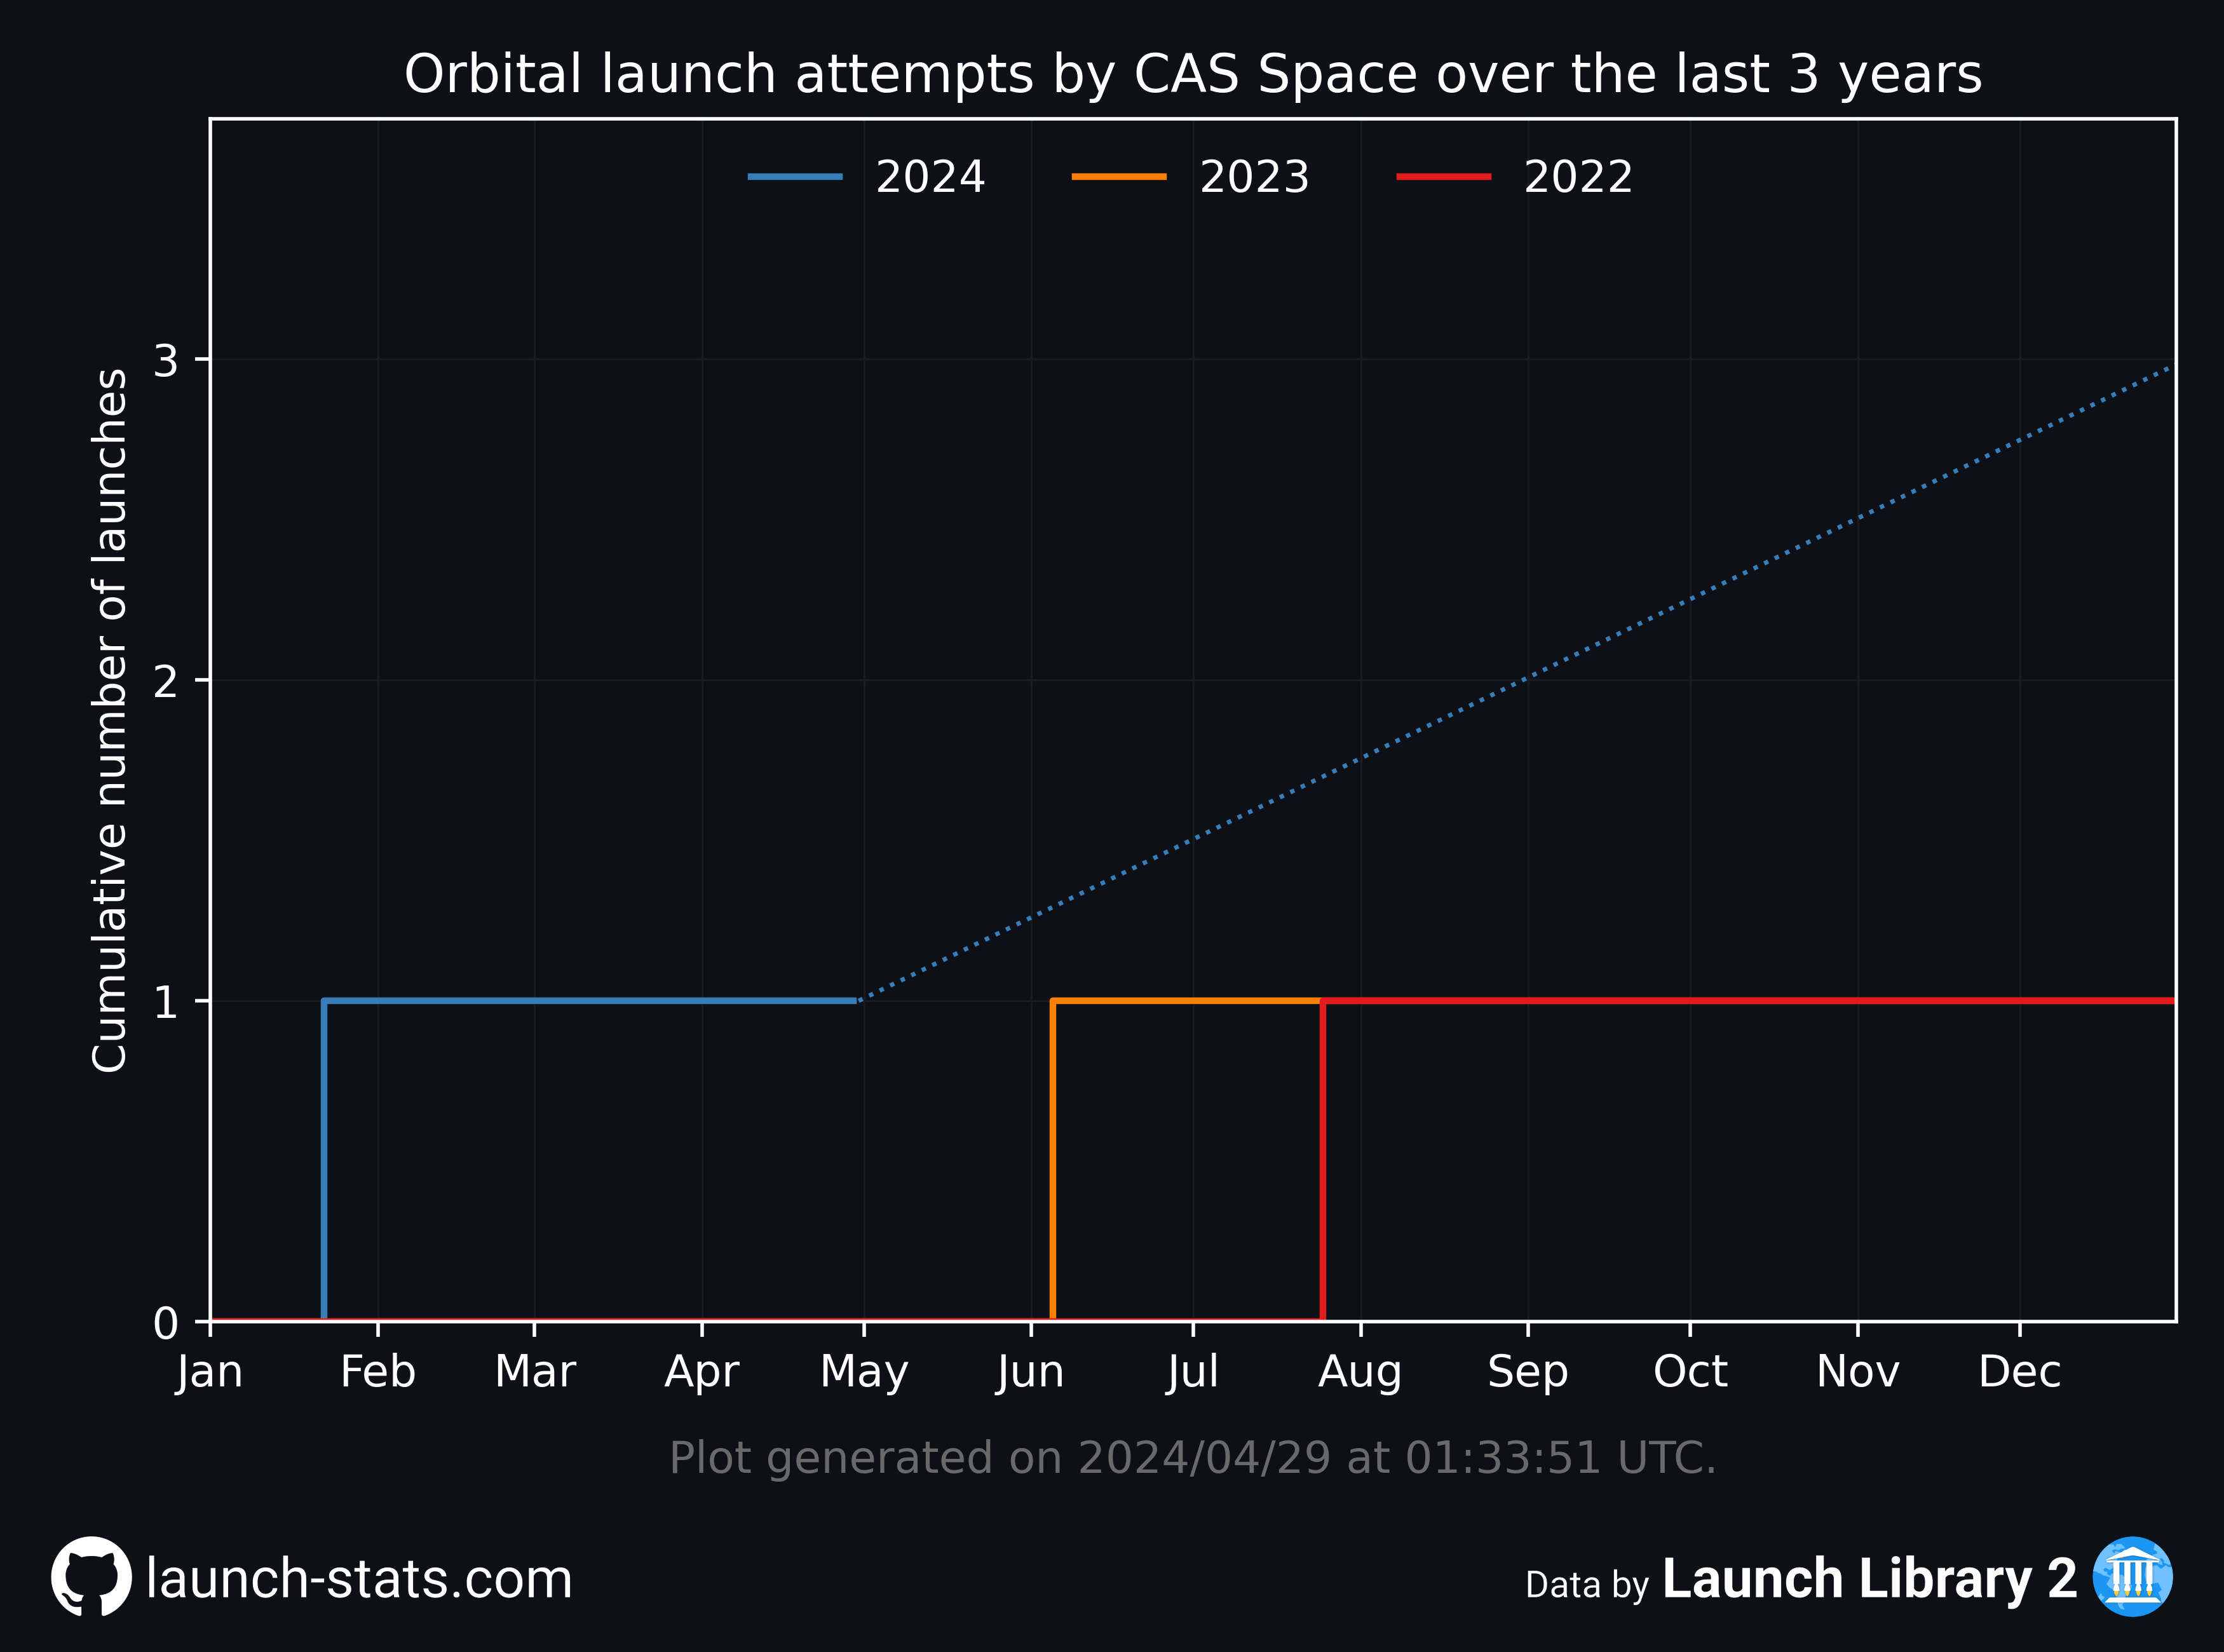 Orbital launch attempts by CAS Space over the last 3 years
2024 2023 2022
Cumulative number of launches
3
2
1
0
Jan Feb Mar Apr May Jun Jul Aug Sep Oct Nov Dec
Plot generated on 2024/04/29 at 01:33:51 UTC.
launch-stats.com
Data by Launch Library 2